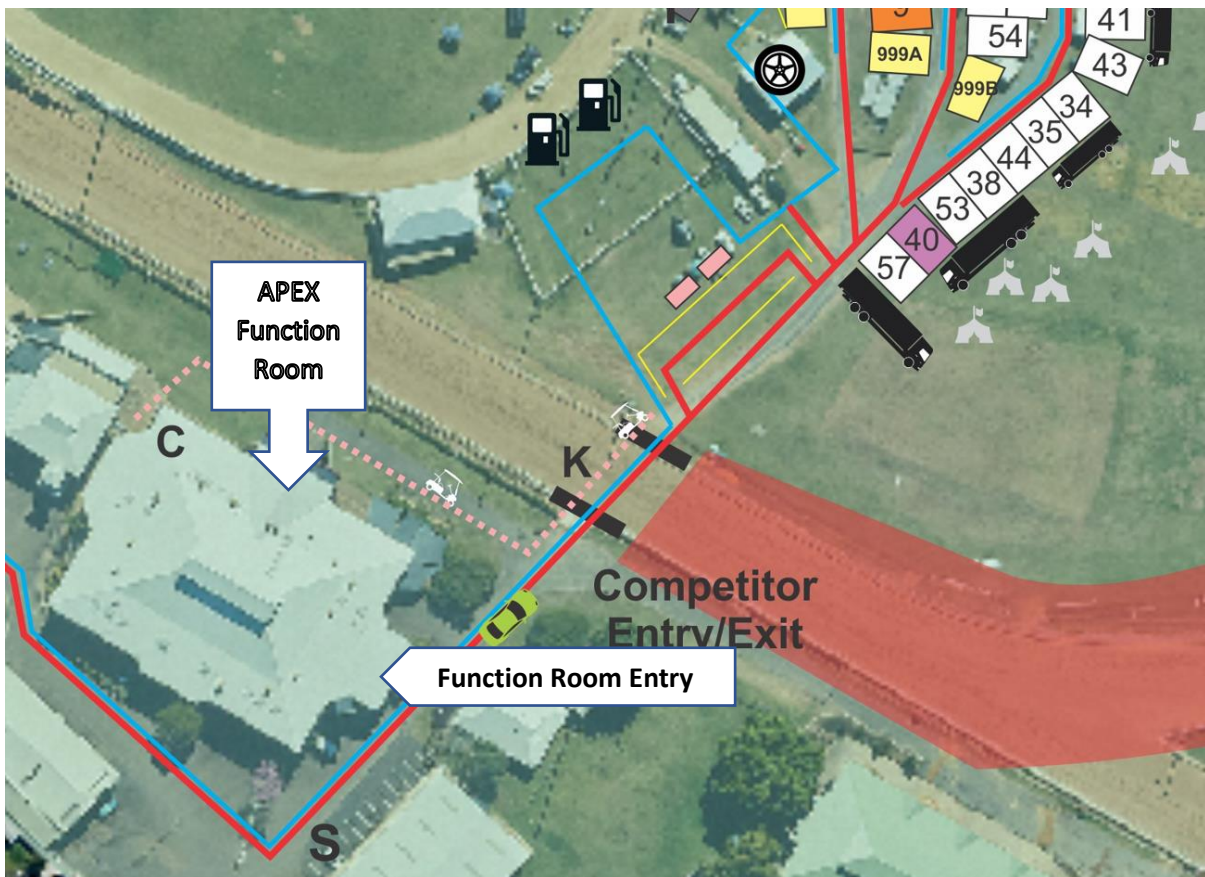 9
54
41
999A
999B
43
34
35
44
38
53
40
57
APEX
Function
Room
C
K
Competitor
Entry/Exit
Function Room Entry
S